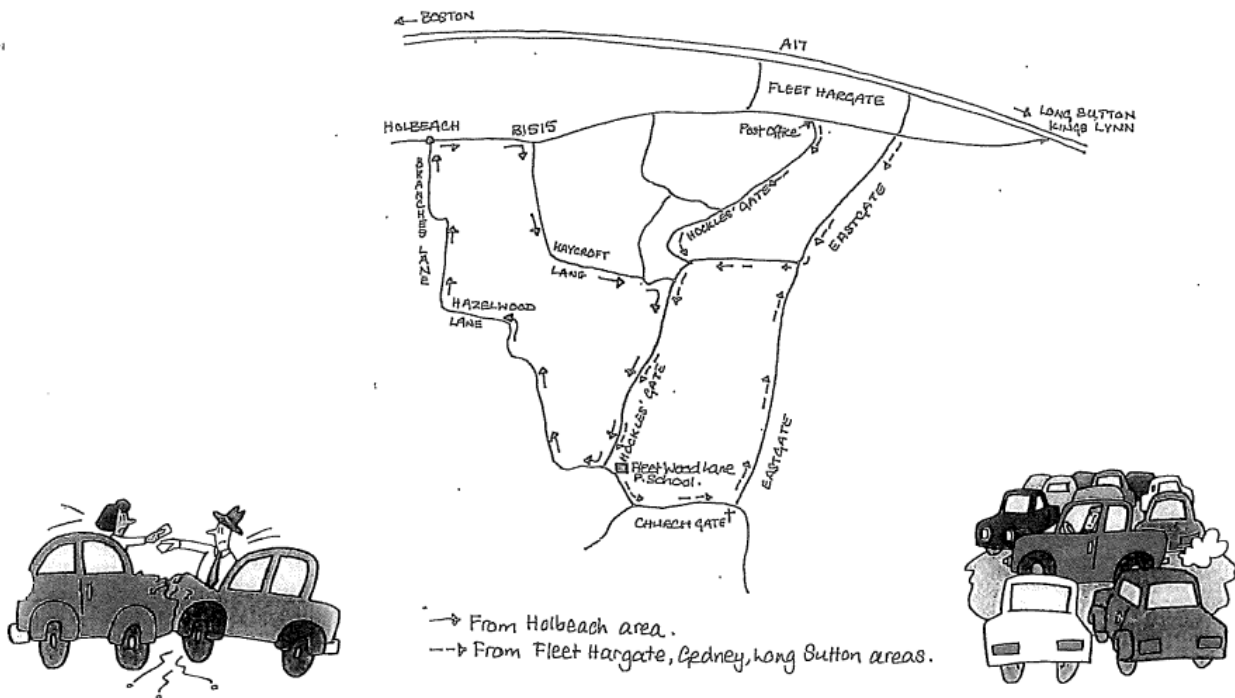 ← BOSTON
A17
FLEET HARGATE
LONG SUTTON
KINGS LYNN
HOLBEACH
B1515
Post Office
BRANCHES LANE
HOCKLES' GATE
EASTGATE
HAYCROFT
LANE
HAZELWOOD
LANE
HOCKLES' GATE
EASTGATE
Fleet Wood Lane
P. School.
CHURCH GATE
→ From Holbeach area.
--→ From Fleet Hargate, Gedney, Long Sutton areas.